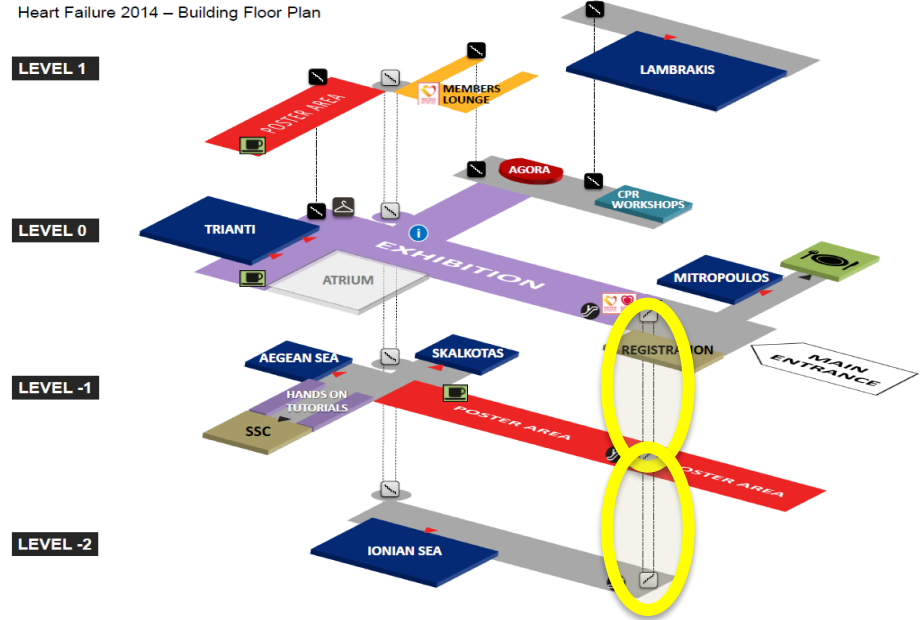 Heart Failure 2014 – Building Floor Plan
LEVEL 1
LAMBRAKIS
MEMBERS
LOUNGE
POSTER AREA
AGORA
CPR
WORKSHOPS
LEVEL 0
TRIANTI
i
EXHIBITION
MITROPOULOS
ATRIUM
REGISTRATION
MAIN
ENTRANCE
LEVEL -1
AEGEAN SEA
SKALKOTAS
HANDS ON
TUTORIALS
SSC
POSTER AREA
OSTER AREA
LEVEL -2
IONIAN SEA